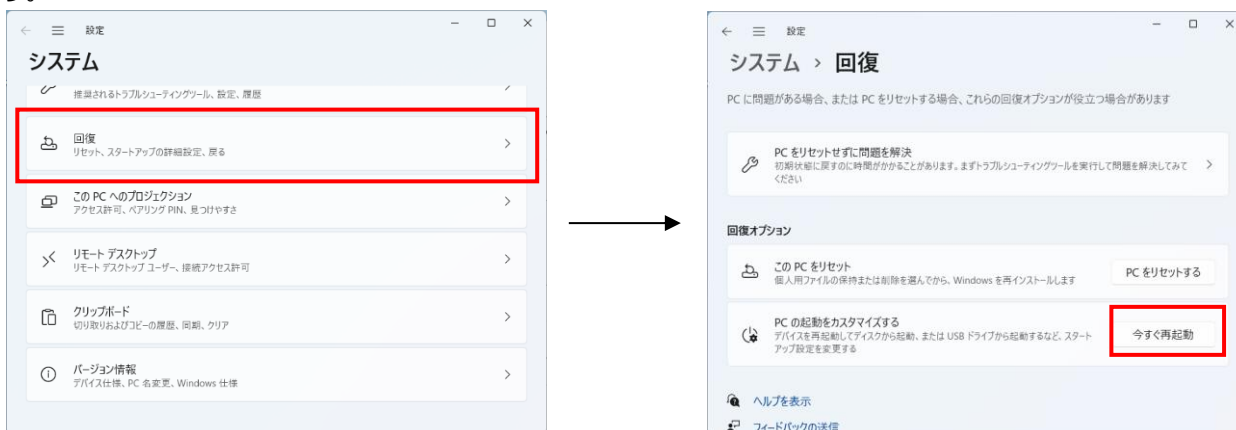 す。
設定
システム
推奨されるトラブルシューティングツール、設定、履歴
回復
リセット、スタートアップの詳細設定、戻る
この PC へのプロジェクション
アクセス許可、ペアリング PIN、見つけやすさ
リモート デスクトップ
リモート デスクトップ ユーザー、接続アクセス許可
クリップボード
切り取りおよびコピーの履歴、同期、クリア
バージョン情報
デバイス仕様、PC 名変更、Windows 仕様
設定
システム › 回復
PC に問題がある場合、または PC をリセットする場合、これらの回復オプションが役立つ場合があります
PC をリセットせずに問題を解決
初期状態に戻すのに時間がかかることがあります。まずトラブルシューティングツールを実行して問題を解決してみて
ください
回復オプション
この PC をリセット
個人用ファイルの保持または削除を選んでから、Windows を再インストールします
PC をリセットする
PC の起動をカスタマイズする
デバイスを再起動してディスクから起動、または USB ドライブから起動するなど、スタート
アップ設定を変更する
今すぐ再起動
ヘルプを表示
フィードバックの送信